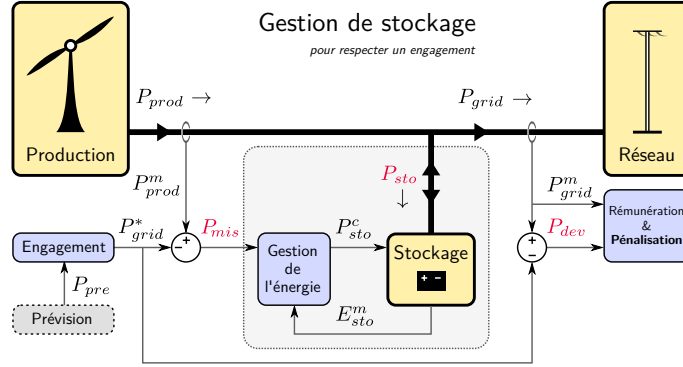 Gestion de stockage
pour respecter un engagement
P_prod →
P_grid →
Production
Réseau
P^m_prod
P_sto
↓
P^m_grid
P^*_grid
P_mis
P^c_sto
P_dev
Engagement
− +
Gestion
de
l'énergie
Stockage
+ −
+
−
Rémunération
&
Pénalisation
P_pre
E^m_sto
Prévision